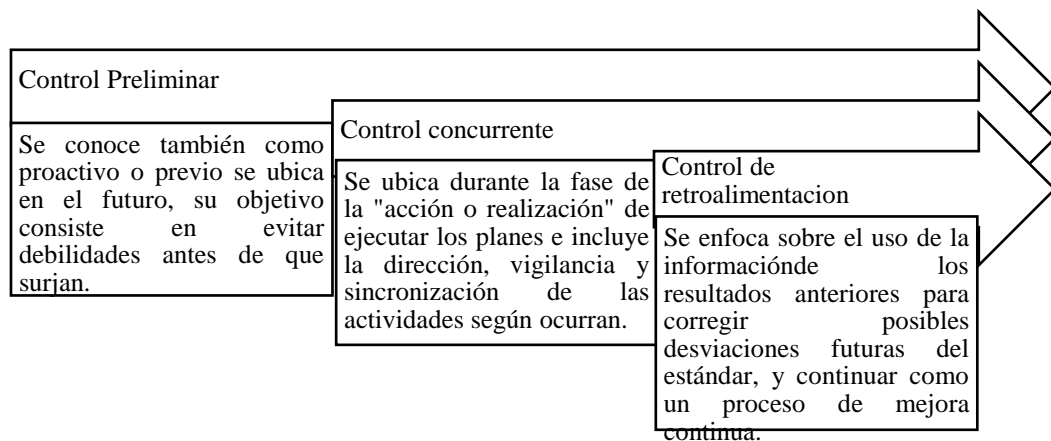 Control Preliminar
Se conoce también como
proactivo o previo se ubica
en el futuro, su objetivo
consiste en evitar
debilidades antes de que
surjan.
Control concurrente
Se ubica durante la fase de
la "acción o realización" de
ejecutar los planes e incluye
la dirección, vigilancia y
sincronización de las
actividades según ocurran.
Control de
retroalimentacion
Se enfoca sobre el uso de la
informaciónde los
resultados anteriores para
corregir posibles
desviaciones futuras del
estándar, y continuar como
un proceso de mejora
continua.